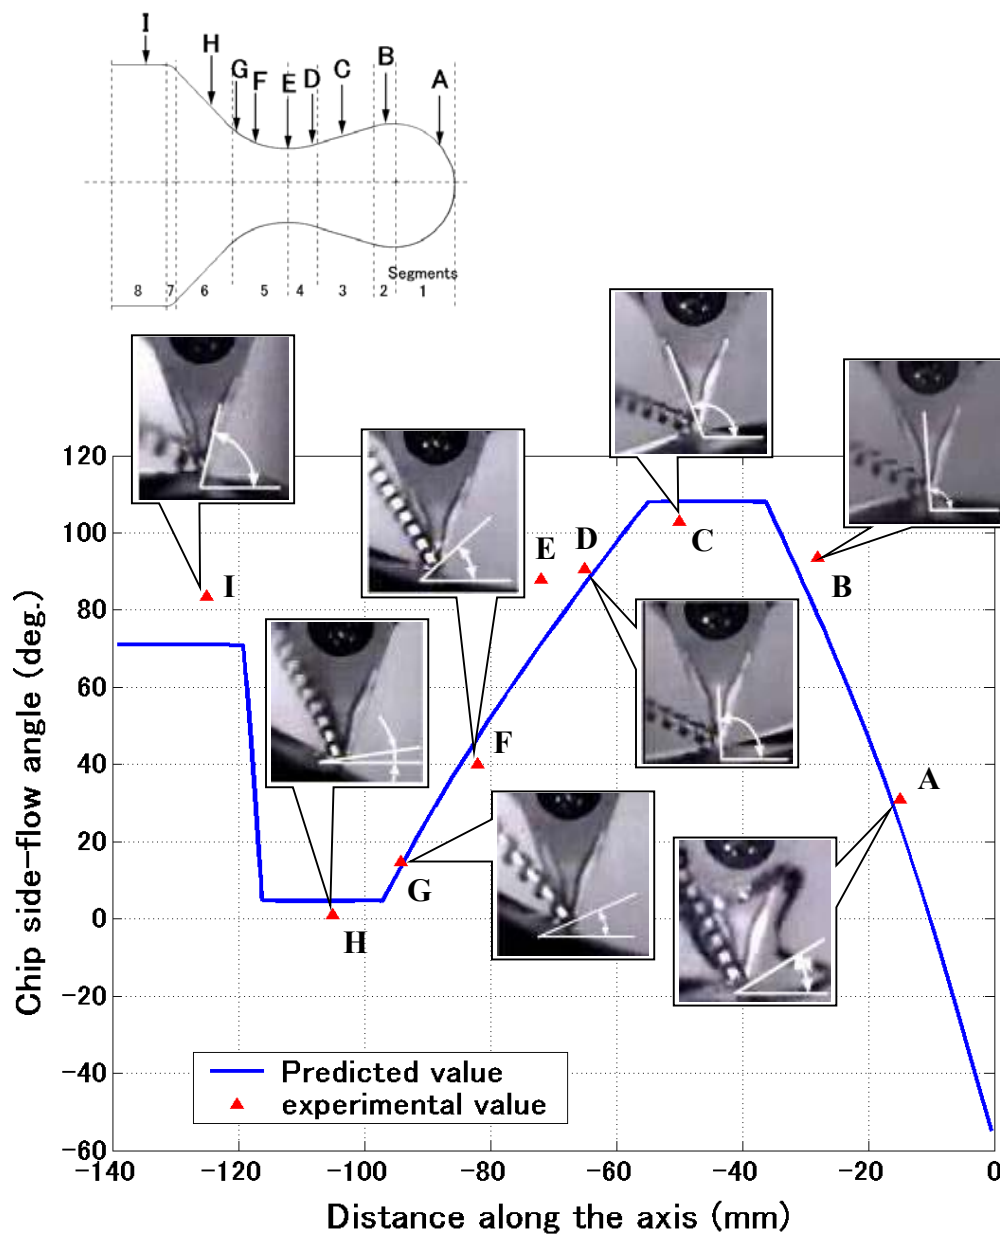 I
H
G
F
E
D
C
B
A
Segments
8 7 6 5 4 3 2 1
Chip side-flow angle (deg.)
120
100
80
60
40
20
0
-20
-40
-60
I
H
G
F
E
D
C
B
A
Predicted value
experimental value
-140 -120 -100 -80 -60 -40 -20 0
Distance along the axis (mm)